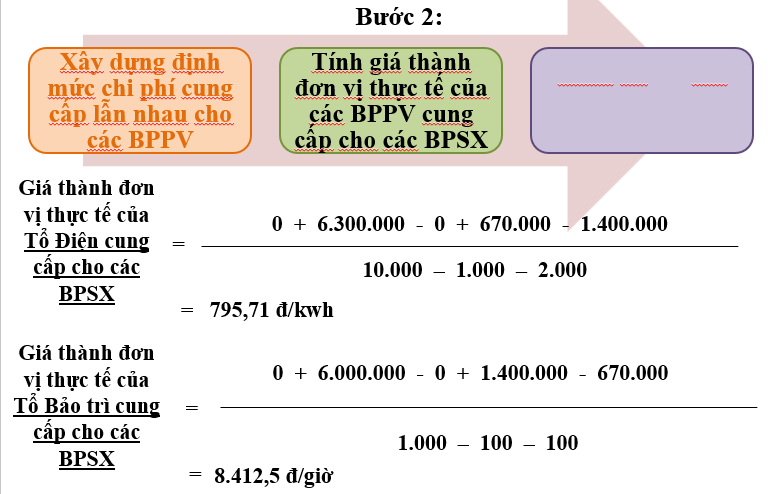 Bước 2:
Xây dựng định
mức chi phí cung
cấp lẫn nhau cho
các BPPV
Tính giá thành
đơn vị thực tế của
các BPPV cung
cấp cho các BPSX
Giá thành đơn
vị thực tế của
Tổ Điện cung
cấp cho các
BPSX
=
0 + 6.300.000 - 0 + 670.000 - 1.400.000
10.000 – 1.000 – 2.000
= 795,71 đ/kwh
Giá thành đơn
vị thực tế của
Tổ Bảo trì cung
cấp cho các
BPSX
=
0 + 6.000.000 - 0 + 1.400.000 - 670.000
1.000 – 100 – 100
= 8.412,5 đ/giờ